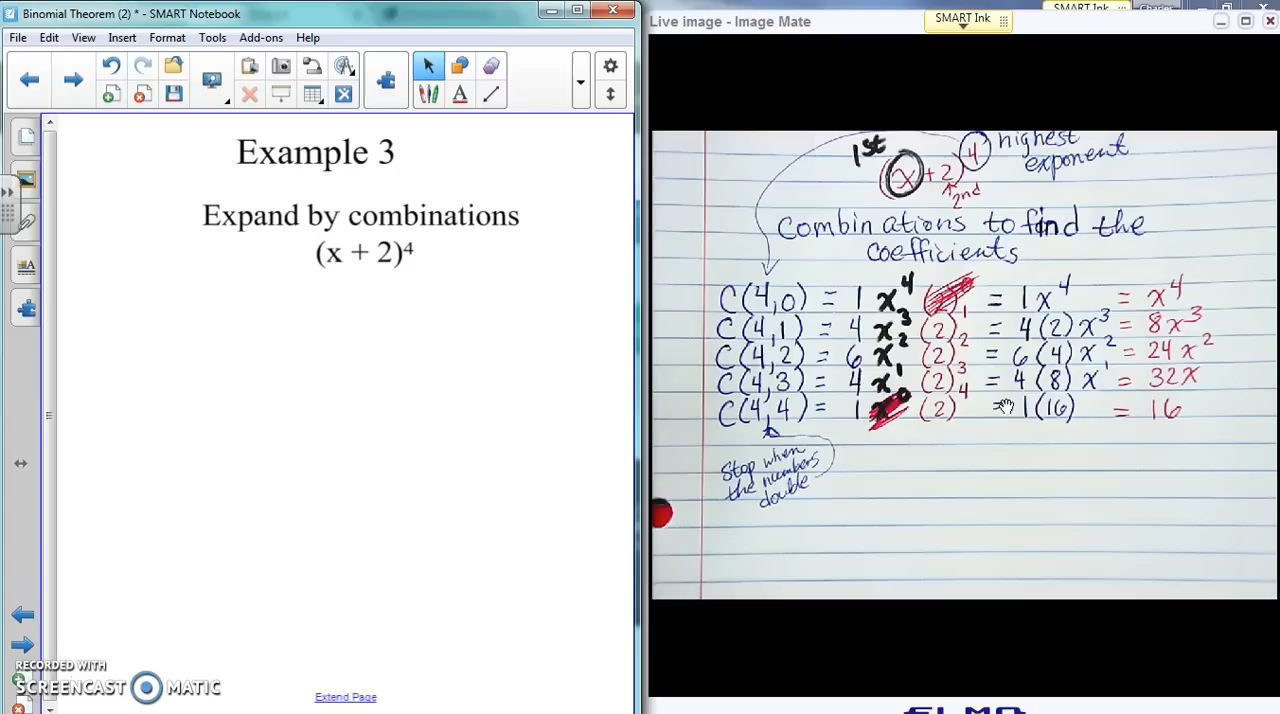 Binomial Theorem (2) * - SMART Notebook
File Edit View Insert Format Tools Add-ons Help
Example 3
Expand by combinations
(x + 2)⁴
Extend Page
RECORDED WITH
SCREENCAST MATIC
SMART Ink
Live image - Image Mate
SMART Ink
1st
(x + 2)⁴ highest exponent
2nd
Combinations to find the
coefficients
C(4,0) = 1 x⁴ = 1x⁴ = x⁴
C(4,1) = 4 x³ (2)¹ = 4(2)x³ = 8x³
C(4,2) = 6 x² (2)² = 6(4)x² = 24x²
C(4,3) = 4 x¹ (2)³ = 4(8)x¹ = 32x
C(4,4) = 1 x⁰ (2)⁴ = 1(16) = 16
Stop when
the numbers
double